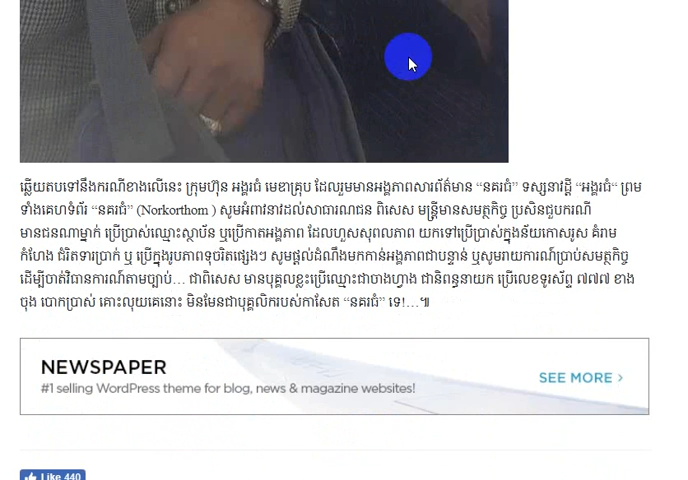 ឆ្លើយតបទៅនឹងករណីខាងលើនេះ ក្រុមហ៊ុន អង្គរធំ មេឌាគ្រុប ដែលរួមមានអង្គភាពសារព័ត៌មាន “នគរធំ” ទស្សនាវដ្ដី “អង្គរធំ“ ព្រម
ទាំងគេហទំព័រ “នគរធំ” (Norkorthom ) សូមអំពាវនាវដល់សាធារណជន ពិសេស មន្ត្រីមានសមត្ថកិច្ច ប្រសិនជួបករណី
មានជនណាម្នាក់ ប្រើប្រាស់ឈ្មោះស្ថាប័ន ឬប្រើកាតអង្គភាព ដែលហួសសុពលភាព យកទៅប្រើប្រាស់ក្នុងន័យកោសរូស គំរាម
កំហែង ជំរិតទារប្រាក់ ឬ ប្រើក្នុងរូបភាពទុចរិតផ្សេងៗ សូមផ្ដល់ដំណឹងមកកាន់អង្គភាពជាបន្ទាន់ ឬសូមរាយការណ៍ប្រាប់សមត្ថកិច្ច
ដើម្បីចាត់វិធានការណ៍តាមច្បាប់… ជាពិសេស មានបុគ្គលខ្លះប្រើឈ្មោះជាចាងហ្វាង ជានិពន្ធនាយក ប្រើលេខទូរស័ព្ទ ៧៧៧ ខាង
ចុង បោកប្រាស់ គោះលុយគេនោះ មិនមែនជាបុគ្គលិករបស់កាសែត “នគរធំ” ទេ!…៕
NEWSPAPER
#1 selling WordPress theme for blog, news & magazine websites!
SEE MORE >
Like 440